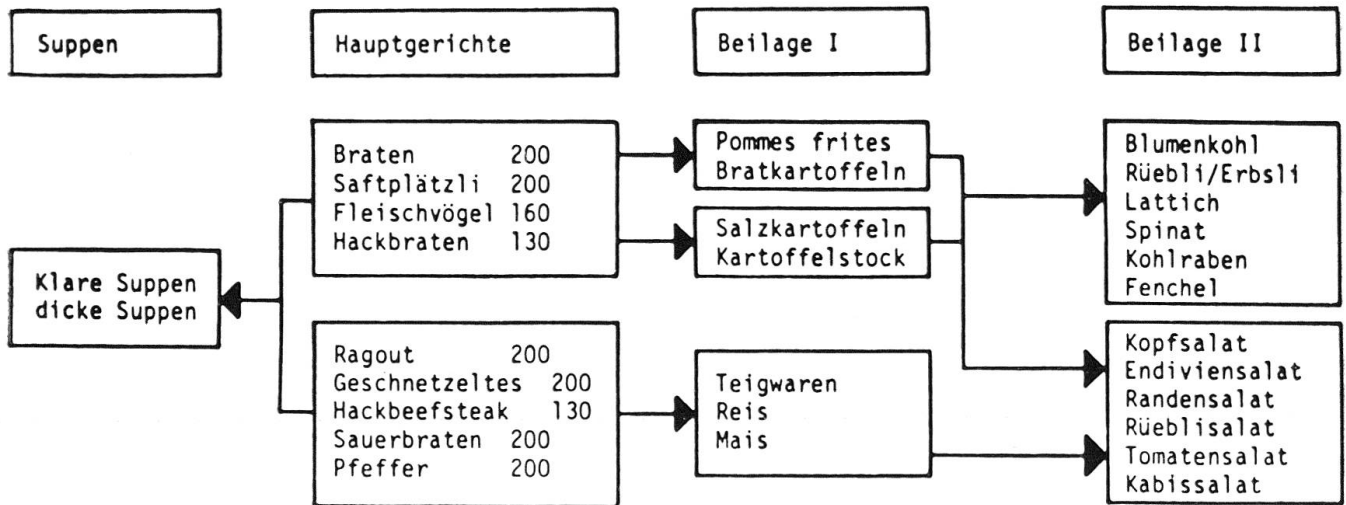 Suppen
Hauptgerichte
Beilage I
Beilage II
Klare Suppen
dicke Suppen
Braten 200
Saftplätzli 200
Fleischvögel 160
Hackbraten 130
Ragout 200
Geschnetzeltes 200
Hackbeefsteak 130
Sauerbraten 200
Pfeffer 200
Pommes frites
Bratkartoffeln
Salzkartoffeln
Kartoffelstock
Teigwaren
Reis
Mais
Blumenkohl
Rüebli/Erbsli
Lattich
Spinat
Kohlraben
Fenchel
Kopfsalat
Endiviensalat
Randensalat
Rüeblisalat
Tomatensalat
Kabissalat